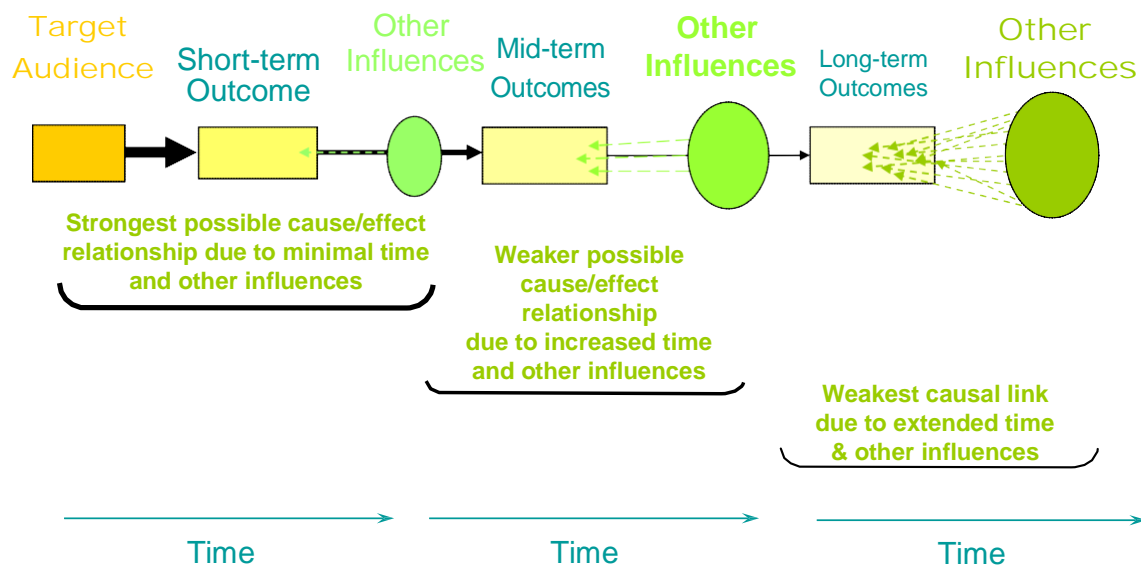 Target
Audience
Short-term
Outcome
Other
Influences
Mid-term
Outcomes
Other
Influences
Long-term
Outcomes
Other
Influences
Strongest possible cause/effect
relationship due to minimal time
and other influences
Weaker possible
cause/effect
relationship
due to increased time
and other influences
Weakest causal link
due to extended time
& other influences
Time
Time
Time